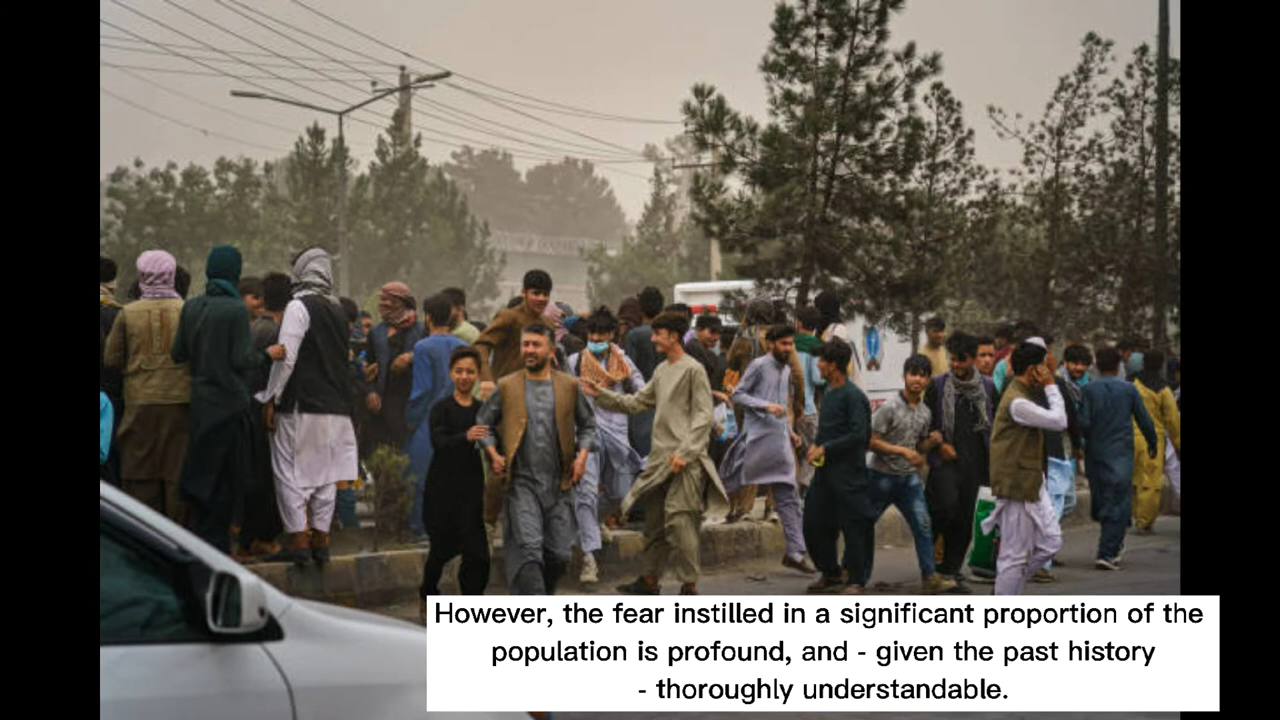 However, the fear instilled in a significant proportion of the
population is profound, and - given the past history
- thoroughly understandable.